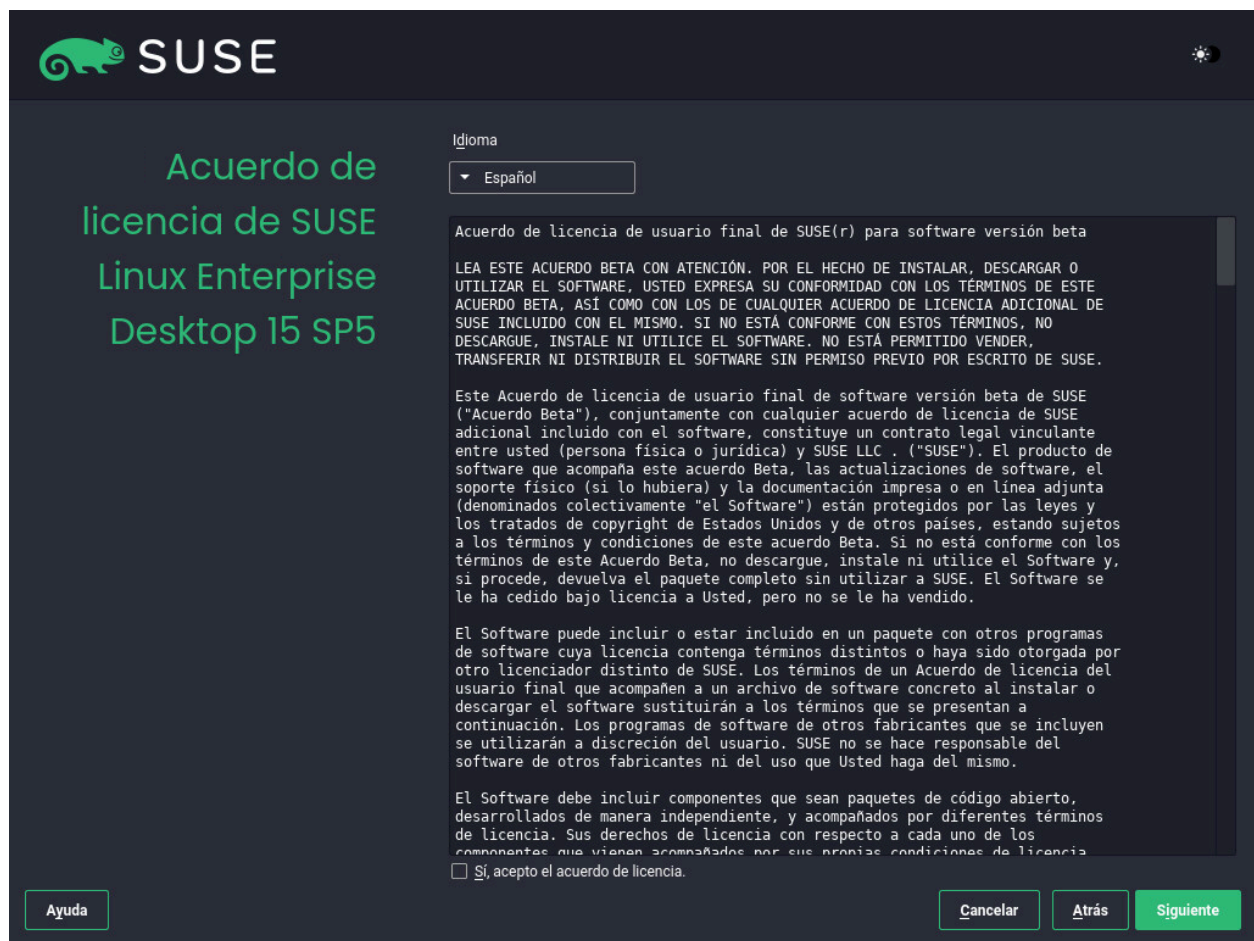 SUSE
Acuerdo de
licencia de SUSE
Linux Enterprise
Desktop 15 SP5
Idioma
Español
Acuerdo de licencia de usuario final de SUSE(r) para software versión beta
LEA ESTE ACUERDO BETA CON ATENCIÓN. POR EL HECHO DE INSTALAR, DESCARGAR O
UTILIZAR EL SOFTWARE, USTED EXPRESA SU CONFORMIDAD CON LOS TÉRMINOS DE ESTE
ACUERDO BETA, ASÍ COMO CON LOS DE CUALQUIER ACUERDO DE LICENCIA ADICIONAL DE
SUSE INCLUIDO CON EL MISMO. SI NO ESTÁ CONFORME CON ESTOS TÉRMINOS, NO
DESCARGUE, INSTALE NI UTILICE EL SOFTWARE. NO ESTÁ PERMITIDO VENDER,
TRANSFERIR NI DISTRIBUIR EL SOFTWARE SIN PERMISO PREVIO POR ESCRITO DE SUSE.
Este Acuerdo de licencia de usuario final de software versión beta de SUSE
("Acuerdo Beta"), conjuntamente con cualquier acuerdo de licencia de SUSE
adicional incluido con el software, constituye un contrato legal vinculante
entre usted (persona física o jurídica) y SUSE LLC . ("SUSE"). El producto de
software que acompaña este acuerdo Beta, las actualizaciones de software, el
soporte físico (si lo hubiera) y la documentación impresa o en línea adjunta
(denominados colectivamente "el Software") están protegidos por las leyes y
los tratados de copyright de Estados Unidos y de otros países, estando sujetos
a los términos y condiciones de este acuerdo Beta. Si no está conforme con los
términos de este Acuerdo Beta, no descargue, instale ni utilice el Software y,
si procede, devuelva el paquete completo sin utilizar a SUSE. El Software se
le ha cedido bajo licencia a Usted, pero no se le ha vendido.
El Software puede incluir o estar incluido en un paquete con otros programas
de software cuya licencia contenga términos distintos o haya sido otorgada por
otro licenciador distinto de SUSE. Los términos de un Acuerdo de licencia del
usuario final que acompañen a un archivo de software concreto al instalar o
descargar el software sustituirán a los términos que se presentan a
continuación. Los programas de software de otros fabricantes que se incluyen
se utilizarán a discreción del usuario. SUSE no se hace responsable del
software de otros fabricantes ni del uso que Usted haga del mismo.
El Software debe incluir componentes que sean paquetes de código abierto,
desarrollados de manera independiente, y acompañados por diferentes términos
de licencia. Sus derechos de licencia con respecto a cada uno de los
componentes que vienen acompañados por sus propias condiciones de licencia
Sí, acepto el acuerdo de licencia.
Ayuda
Cancelar
Atrás
Siguiente